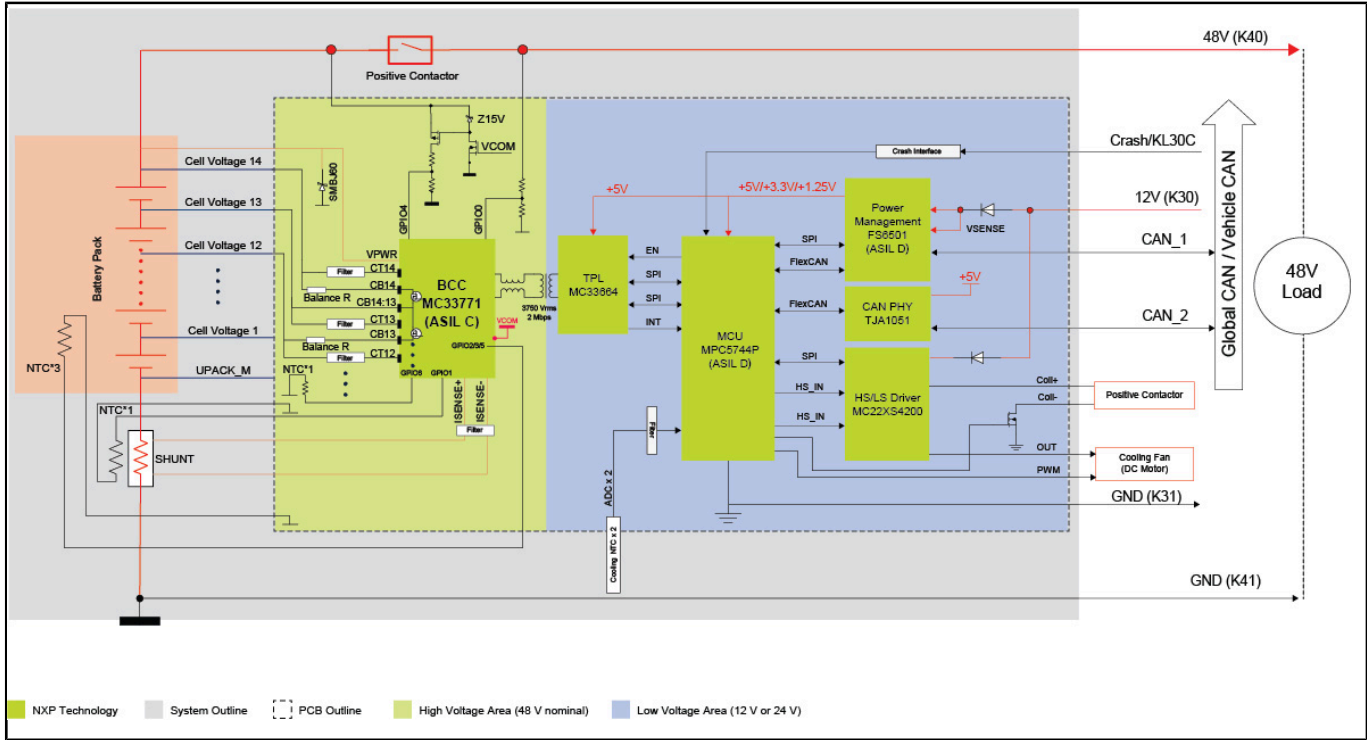 48V (K40)
Positive Contactor
Z15V
VCOM
Crash/KL30C
Crash Interface
Cell Voltage 14
SMBJ60
+5V
+5V/+3.3V/+1.25V
12V (K30)
Power
Management
FS6501
(ASIL D)
VSENSE
Cell Voltage 13
GPIO4
GPIO0
SPI
CAN_1
Cell Voltage 12
VPWR
EN
FlexCAN
Battery Pack
Filter
CT14
BCC
MC33771
(ASIL C)
TPL
MC33664
SPI
+5V
CB14
Balance R
CB14:13
3750 Vrms
2 Mbps
SPI
FlexCAN
CAN PHY
TJA1051
CAN_2
Global CAN / Vehicle CAN
48V
Load
Filter
CT13
VCOM
INT
MCU
MPC5744P
(ASIL D)
Cell Voltage 1
CB13
Balance R
GPIO2/3/5
Filter
CT12
SPI
NTC*3
UPACK_M
NTC*1
GPIO6
GPIO1
HS_IN
HS/LS Driver
MC22XS4200
Coil+
Coil-
Positive Contactor
ISENSE+
ISENSE-
NTC*1
Filter
Filter
HS_IN
SHUNT
OUT
Cooling Fan
(DC Motor)
PWM
ADC x 2
GND (K31)
Cooling NTC x 2
GND (K41)
NXP Technology
System Outline
PCB Outline
High Voltage Area (48 V nominal)
Low Voltage Area (12 V or 24 V)